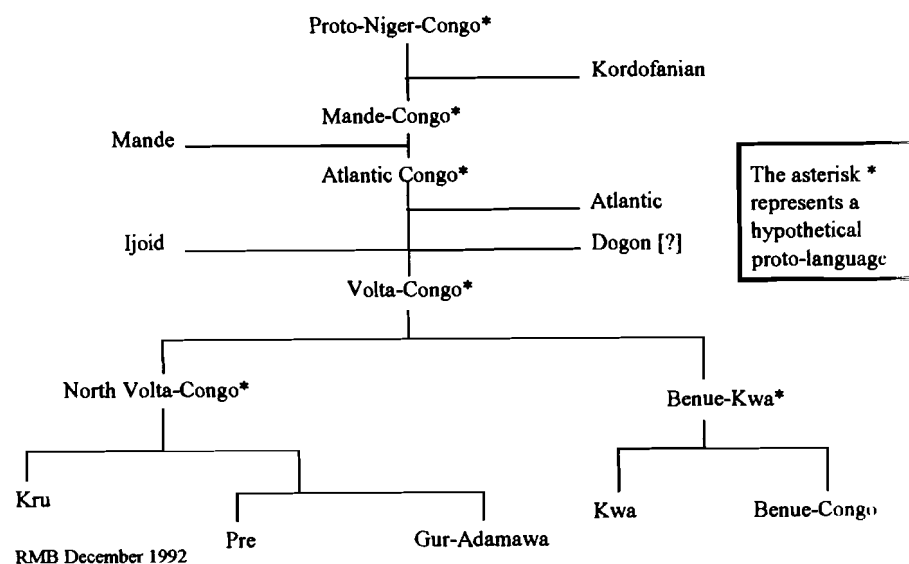 Proto-Niger-Congo*
Kordofanian
Mande-Congo*
Mande
Atlantic Congo*
Atlantic
Ijoid
Dogon [?]
Volta-Congo*
The asterisk *
represents a
hypothetical
proto-language
North Volta-Congo*
Benue-Kwa*
Kru
Pre
Gur-Adamawa
Kwa
Benue-Congo
RMB December 1992